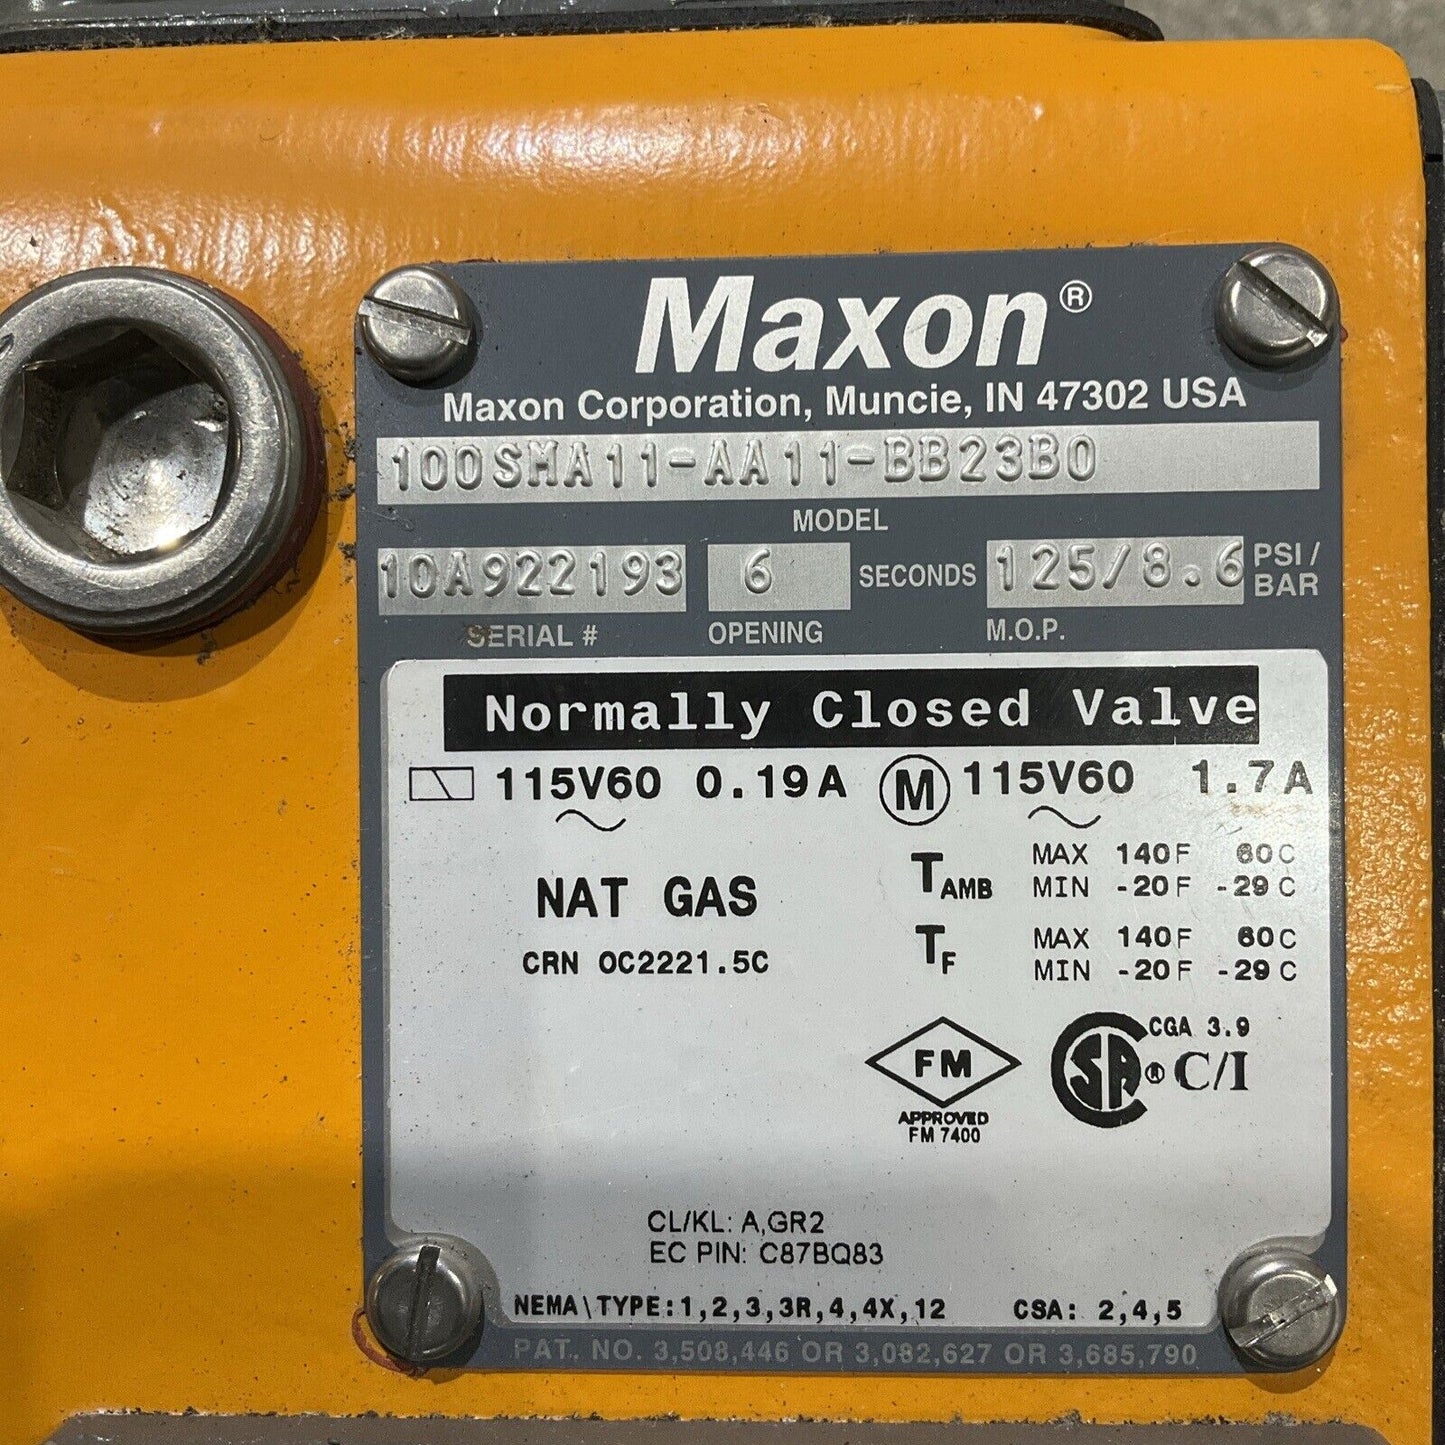 Maxon®
Maxon Corporation, Muncie, IN 47302 USA
100SMA11-AA11-BB23B0
MODEL
10A922193 6 SECONDS 125/8.6 PSI/BAR
SERIAL # OPENING M.O.P.
Normally Closed Valve
115V60 0.19A M 115V60 1.7A
NAT GAS
CRN 0C2221.5C
TAMB MAX 140F 60C
MIN -20F -29C
TF MAX 140F 60C
MIN -20F -29C
FM
APPROVED
FM 7400
CSA® CGA 3.9
C/I
CL/KL: A,GR2
EC PIN: C87BQ83
NEMA\TYPE:1,2,3,3R,4,4X,12 CSA: 2,4,5
PAT. NO. 3,508,446 OR 3,082,627 OR 3,685,790